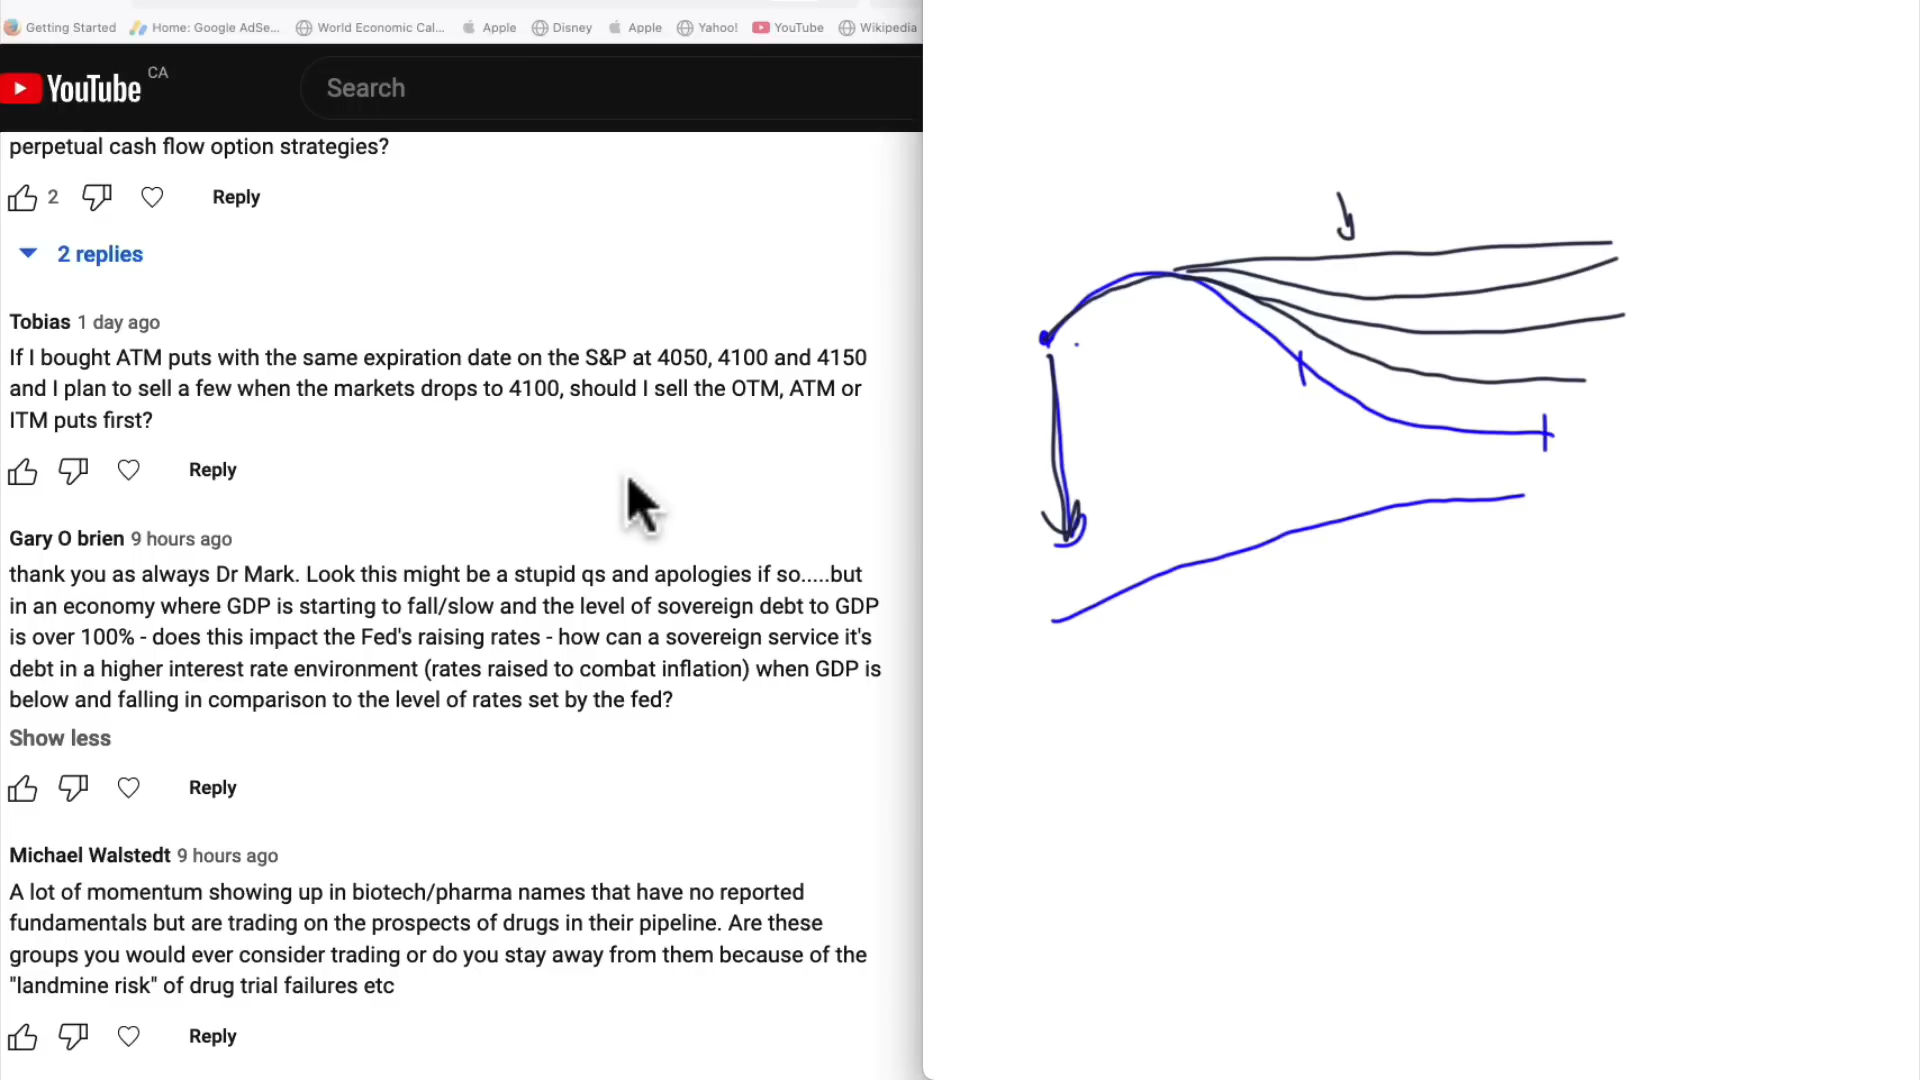 Getting Started Home: Google AdSe... World Economic Cal... Apple Disney Apple Yahoo! YouTube Wikipedia
YouTube CA Search
perpetual cash flow option strategies?
2 Reply
2 replies
Tobias 1 day ago
If I bought ATM puts with the same expiration date on the S&P at 4050, 4100 and 4150
and I plan to sell a few when the markets drops to 4100, should I sell the OTM, ATM or
ITM puts first?
Reply
Gary O brien 9 hours ago
thank you as always Dr Mark. Look this might be a stupid qs and apologies if so.....but
in an economy where GDP is starting to fall/slow and the level of sovereign debt to GDP
is over 100% - does this impact the Fed's raising rates - how can a sovereign service it's
debt in a higher interest rate environment (rates raised to combat inflation) when GDP is
below and falling in comparison to the level of rates set by the fed?
Show less
Reply
Michael Walstedt 9 hours ago
A lot of momentum showing up in biotech/pharma names that have no reported
fundamentals but are trading on the prospects of drugs in their pipeline. Are these
groups you would ever consider trading or do you stay away from them because of the
"landmine risk" of drug trial failures etc
Reply